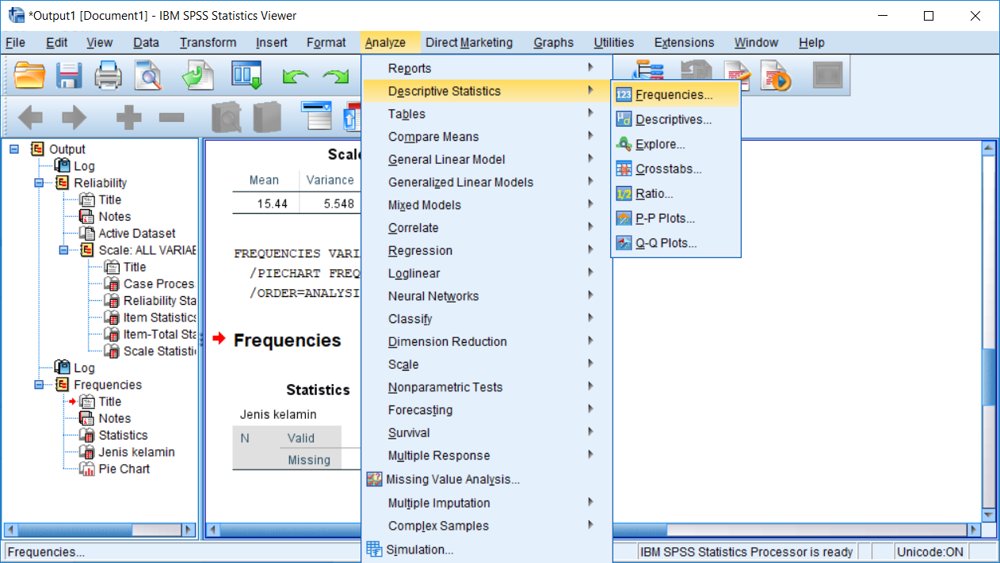 *Output1 [Document1] - IBM SPSS Statistics Viewer
File Edit View Data Transform Insert Format Analyze Direct Marketing Graphs Utilities Extensions Window Help
Reports
Descriptive Statistics
Tables
Compare Means
General Linear Model
Generalized Linear Models
Mixed Models
Correlate
Regression
Loglinear
Neural Networks
Classify
Dimension Reduction
Scale
Nonparametric Tests
Forecasting
Survival
Multiple Response
Missing Value Analysis...
Multiple Imputation
Complex Samples
Simulation...
123 Frequencies...
Descriptives...
Explore...
Crosstabs...
1/2 Ratio...
P-P Plots...
Q-Q Plots...
Output
Log
Reliability
Title
Notes
Active Dataset
Scale: ALL VARIAB
Title
Case Proces
Reliability Sta
Item Statistics
Item-Total Sta
Scale Statisti
Log
Frequencies
Title
Notes
Statistics
Jenis kelamin
Pie Chart
Scale
Mean Variance
15.44 5.548
FREQUENCIES VARI
/PIECHART FREQ
/ORDER=ANALYSI
Frequencies
Statistics
Jenis kelamin
N Valid
Missing
Frequencies...
IBM SPSS Statistics Processor is ready
Unicode:ON